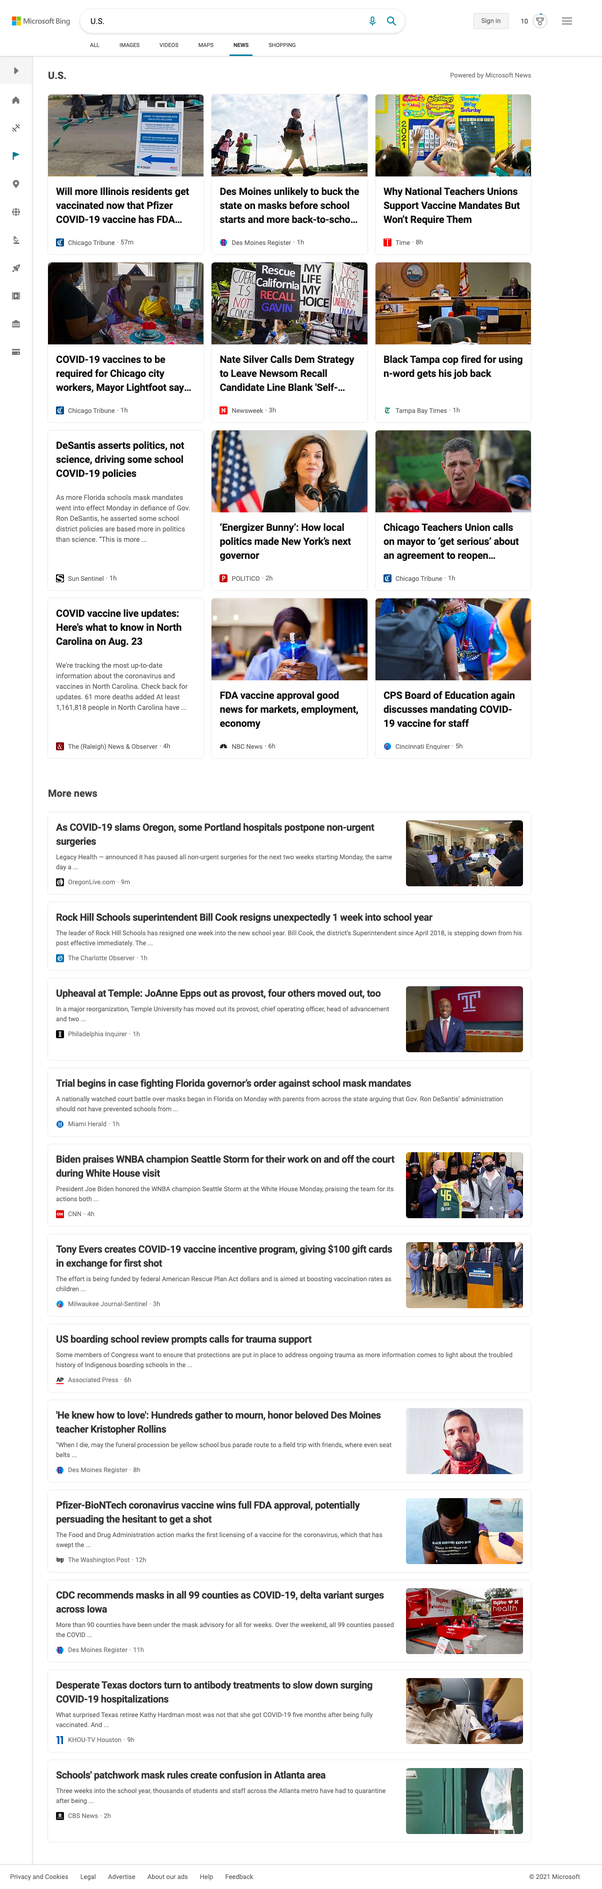 Microsoft Bing
U.S.
Sign in
10
ALL IMAGES VIDEOS MAPS NEWS SHOPPING
U.S.
Powered by Microsoft News
Will more Illinois residents get
vaccinated now that Pfizer
COVID-19 vaccine has FDA...
Chicago Tribune · 57m
Des Moines unlikely to buck the
state on masks before school
starts and more back-to-scho...
Des Moines Register · 1h
2021
Why National Teachers Unions
Support Vaccine Mandates But
Won't Require Them
Time · 8h
COVID-19 vaccines to be
required for Chicago city
workers, Mayor Lightfoot say...
Chicago Tribune · 1h
Rescue
California
RECALL
GAVIN
MY
LIFE
MY
CHOICE
Nate Silver Calls Dem Strategy
to Leave Newsom Recall
Candidate Line Blank 'Self-...
Newsweek · 3h
Black Tampa cop fired for using
n-word gets his job back
Tampa Bay Times · 1h
DeSantis asserts politics, not
science, driving some school
COVID-19 policies
As more Florida schools mask mandates
went into effect Monday in defiance of Gov.
Ron DeSantis, he asserted some school
district policies are based more in politics
than science. "This is more ...
Sun Sentinel · 1h
'Energizer Bunny': How local
politics made New York's next
governor
POLITICO · 2h
Chicago Teachers Union calls
on mayor to 'get serious' about
an agreement to reopen...
Chicago Tribune · 1h
COVID vaccine live updates:
Here's what to know in North
Carolina on Aug. 23
We're tracking the most up-to-date
information about the coronavirus and
vaccines in North Carolina. Check back for
updates. 61 more deaths added At least
1,161,818 people in North Carolina have ...
The (Raleigh) News & Observer · 4h
FDA vaccine approval good
news for markets, employment,
economy
NBC News · 6h
CPS Board of Education again
discusses mandating COVID-
19 vaccine for staff
Cincinnati Enquirer · 5h
More news
As COVID-19 slams Oregon, some Portland hospitals postpone non-urgent
surgeries
Legacy Health — announced it has paused all non-urgent surgeries for the next two weeks starting Monday, the same
day a ...
OregonLive.com · 9m
Rock Hill Schools superintendent Bill Cook resigns unexpectedly 1 week into school year
The leader of Rock Hill Schools has resigned one week into the new school year. Bill Cook, the district's Superintendent since April 2018, is stepping down from his
post effective immediately. The ...
The Charlotte Observer · 1h
Upheaval at Temple: JoAnne Epps out as provost, four others moved out, too
In a major reorganization, Temple University has moved out its provost, chief operating officer, head of advancement
and two ...
Philadelphia Inquirer · 1h
Trial begins in case fighting Florida governor's order against school mask mandates
A nationally watched court battle over masks began in Florida on Monday with parents from across the state arguing that Gov. Ron DeSantis' administration
should not have prevented schools from ...
Miami Herald · 1h
Biden praises WNBA champion Seattle Storm for their work on and off the court
during White House visit
President Joe Biden honored the WNBA champion Seattle Storm at the White House Monday, praising the team for its
actions both ...
CNN · 4h
46
Tony Evers creates COVID-19 vaccine incentive program, giving $100 gift cards
in exchange for first shot
The effort is being funded by federal American Rescue Plan Act dollars and is aimed at boosting vaccination rates as
children ...
Milwaukee Journal-Sentinel · 3h
US boarding school review prompts calls for trauma support
Some members of Congress want to ensure that protections are put in place to address ongoing trauma as more information comes to light about the troubled
history of Indigenous boarding schools in the ...
AP Associated Press · 6h
'He knew how to love': Hundreds gather to mourn, honor beloved Des Moines
teacher Kristopher Rollins
"When I die, may the funeral procession be yellow school bus parade route to a field trip with friends, where even seat
belts ...
Des Moines Register · 8h
Pfizer-BioNTech coronavirus vaccine wins full FDA approval, potentially
persuading the hesitant to get a shot
The Food and Drug Administration action marks the first licensing of a vaccine for the coronavirus, which that has
swept the ...
wp The Washington Post · 12h
CDC recommends masks in all 99 counties as COVID-19, delta variant surges
across Iowa
More than 90 counties have been under the mask advisory for all for weeks. Over the weekend, all 99 counties passed
the COVID ...
Des Moines Register · 11h
health
Desperate Texas doctors turn to antibody treatments to slow down surging
COVID-19 hospitalizations
What surprised Texas retiree Kathy Hardman most was not that she got COVID-19 five months after being fully
vaccinated. And ...
11 KHOU-TV Houston · 9h
Schools' patchwork mask rules create confusion in Atlanta area
Three weeks into the school year, thousands of students and staff across the Atlanta metro have had to quarantine
after being ...
CBS News · 2h
Privacy and Cookies Legal Advertise About our ads Help Feedback
© 2021 Microsoft